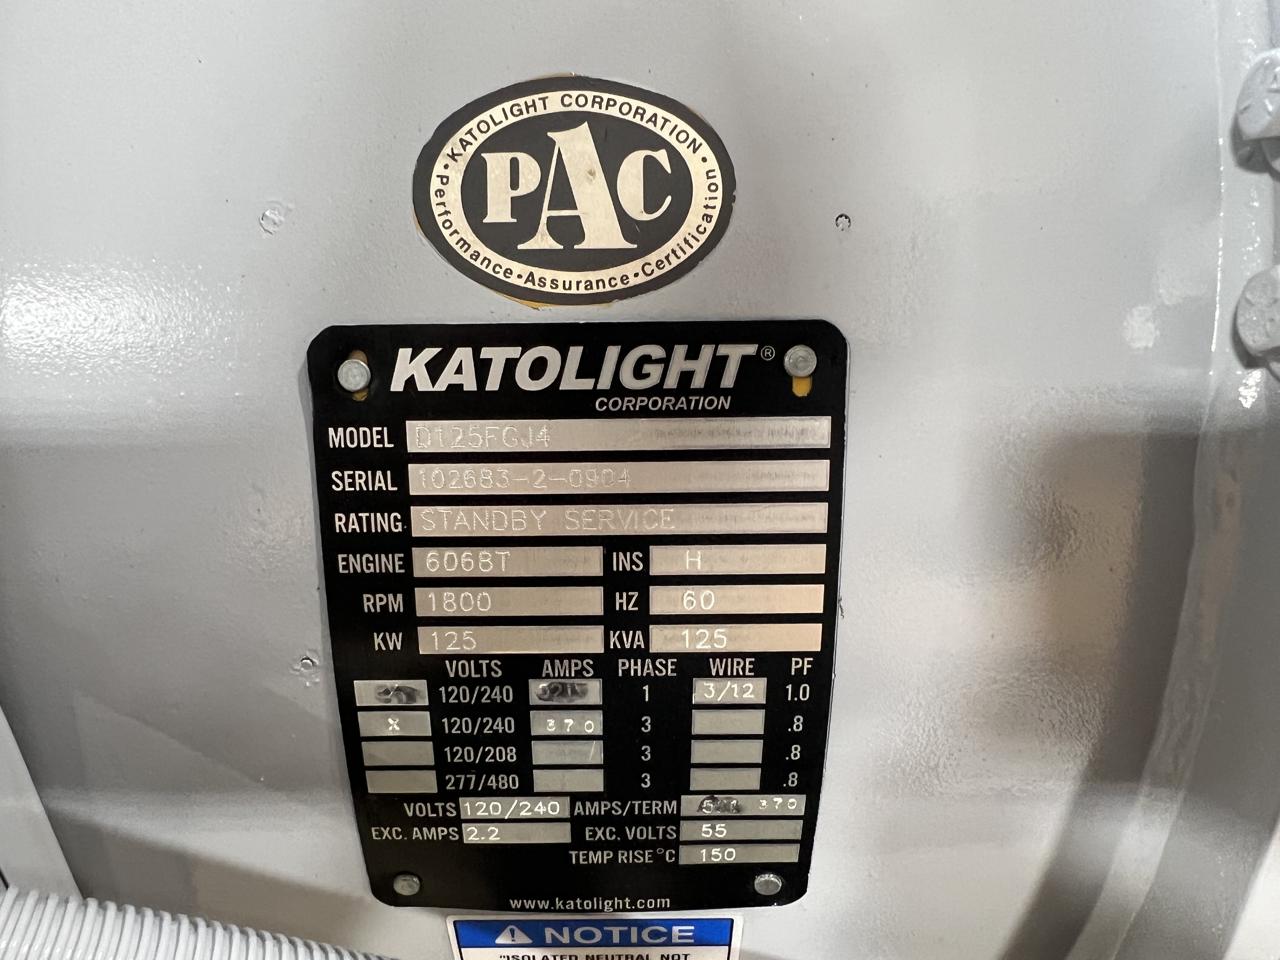 KATOLIGHT CORPORATION
PAC
Performance • Assurance • Certification
KATOLIGHT®
CORPORATION
MODEL D125FGJ4
SERIAL 102683-2-0904
RATING STANDBY SERVICE
ENGINE 6068T INS H
RPM 1800 HZ 60
KW 125 KVA 125
VOLTS AMPS PHASE WIRE PF
120/240 1 3/12 1.0
X 120/240 370 3 .8
120/208 3 .8
277/480 3 .8
VOLTS 120/240 AMPS/TERM 370
EXC. AMPS 2.2 EXC. VOLTS 55
TEMP RISE °C 150
www.katolight.com
NOTICE
"ISOLATED NEUTRAL NOT